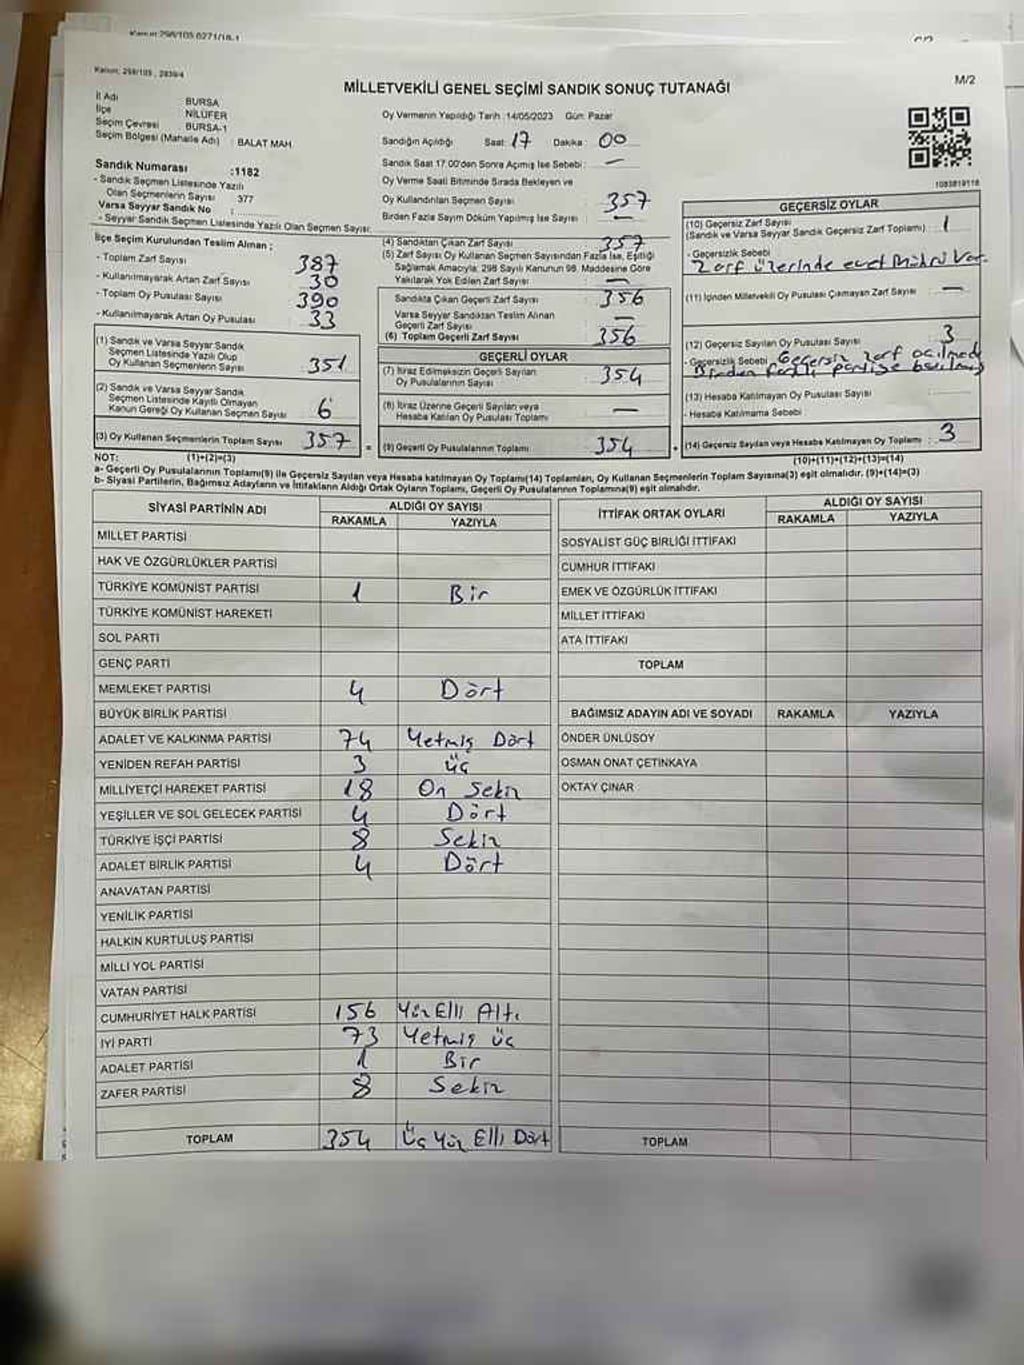 Kanun: 298/105 6271/18-1
Kanun: 298/105 , 2839/4
MİLLETVEKİLİ GENEL SEÇİMİ SANDIK SONUÇ TUTANAĞI
M/2
İl Adı BURSA
İlçe NİLÜFER
Seçim Çevresi BURSA-1
Seçim Bölgesi (Mahalle Adı) : BALAT MAH.
Sandık Numarası :1182
- Sandık Seçmen Listesinde Yazılı
Olan Seçmenlerin Sayısı 377
Varsa Seyyar Sandık No :
- Seyyar Sandık Seçmen Listesinde Yazılı Olan Seçmen Sayısı:
Oy Vermenin Yapıldığı Tarih :14/05/2023 Gün: Pazar
Sandığın Açıldığı Saat: 17 Dakika : 00
Sandık Saat 17.00'den Sonra Açımış İse Sebebi : —
Oy Verme Saati Bitiminde Sırada Bekleyen ve
Oy Kullandırılan Seçmen Sayısı : 357
Birden Fazla Sayım Döküm Yapılmış İse Sayısı : —
1083819118
İlçe Seçim Kurulundan Teslim Alınan ;
- Toplam Zarf Sayısı 387
- Kullanılmayarak Artan Zarf Sayısı 30
- Toplam Oy Pusulası Sayısı 390
- Kullanılmayarak Artan Oy Pusulası 33
(1) Sandık ve Varsa Seyyar Sandık
Seçmen Listesinde Yazılı Olup
Oy Kullanan Seçmenlerin Sayısı 351
(2) Sandık ve Varsa Seyyar Sandık
Seçmen Listesinde Kayıtlı Olmayan
Kanun Gereği Oy Kullanan Seçmen Sayısı 6
(3) Oy Kullanan Seçmenlerin Toplam Sayısı 357 =
(4) Sandıktan Çıkan Zarf Sayısı 357
(5) Zarf Sayısı Oy Kullanan Seçmen Sayısından Fazla İse, Eşitliği
Sağlamak Amacıyla; 298 Sayılı Kanunun 98. Maddesine Göre
Yakılarak Yok Edilen Zarf Sayısı : —
Sandıkta Çıkan Geçerli Zarf Sayısı : 356
Varsa Seyyar Sandıktan Teslim Alınan
Geçerli Zarf Sayısı : —
(6) Toplam Geçerli Zarf Sayısı : 356
GEÇERLİ OYLAR
(7) İtiraz Edilmeksizin Geçerli Sayılan
Oy Pusulalarının Sayısı : 354
(8) İtiraz Üzerine Geçerli Sayılan veya
Hesaba Katılan Oy Pusulası Toplamı : —
(9) Geçerli Oy Pusulalarının Toplamı : 354
GEÇERSİZ OYLAR
(10) Geçersiz Zarf Sayısı
(Sandık ve Varsa Seyyar Sandık Geçersiz Zarf Toplamı) : 1
- Geçersizlik Sebebi
Zarf üzerinde evet Mührü Var.
(11) İçinden Milletvekili Oy Pusulası Çıkmayan Zarf Sayısı : —
(12) Geçersiz Sayılan Oy Pusulası Sayısı : 3
- Geçersizlik Sebebi Geçersiz zarf açılmadı
Birden fazla partiye basılmış
(13) Hesaba Katılmayan Oy Pusulası Sayısı :
- Hesaba Katılmama Sebebi
(14) Geçersiz Sayılan veya Hesaba Katılmayan Oy Toplamı : 3
NOT: (1)+(2)=(3)
(10)+(11)+(12)+(13)=(14)
a- Geçerli Oy Pusulalarının Toplamı(9) ile Geçersiz Sayılan veya Hesaba katılmayan Oy Toplamı(14) Toplamları, Oy Kullanan Seçmenlerin Toplam Sayısına(3) eşit olmalıdır. (9)+(14)=(3)
b- Siyasi Partilerin, Bağımsız Adayların ve İttifakların Aldığı Ortak Oyların Toplamı, Geçerli Oy Pusulalarının Toplamına(9) eşit olmalıdır.
SİYASİ PARTİNİN ADI ALDIĞI OY SAYISI
RAKAMLA YAZIYLA
MİLLET PARTİSİ
HAK VE ÖZGÜRLÜKLER PARTİSİ
TÜRKİYE KOMÜNİST PARTİSİ 1 Bir
TÜRKİYE KOMÜNİST HAREKETİ
SOL PARTİ
GENÇ PARTİ
MEMLEKET PARTİSİ 4 Dört
BÜYÜK BİRLİK PARTİSİ
ADALET VE KALKINMA PARTİSİ 74 Yetmiş Dört
YENİDEN REFAH PARTİSİ 3 üç
MİLLİYETÇİ HAREKET PARTİSİ 18 On Sekiz
YEŞİLLER VE SOL GELECEK PARTİSİ 4 Dört
TÜRKİYE İŞÇİ PARTİSİ 8 Sekiz
ADALET BİRLİK PARTİSİ 4 Dört
ANAVATAN PARTİSİ
YENİLİK PARTİSİ
HALKIN KURTULUŞ PARTİSİ
MİLLİ YOL PARTİSİ
VATAN PARTİSİ
CUMHURİYET HALK PARTİSİ 156 Yüz Elli Altı
İYİ PARTİ 73 Yetmiş üç
ADALET PARTİSİ 1 Bir
ZAFER PARTİSİ 8 Sekiz
TOPLAM 354 Üç Yüz Elli Dört
İTTİFAK ORTAK OYLARI ALDIĞI OY SAYISI
RAKAMLA YAZIYLA
SOSYALİST GÜÇ BİRLİĞİ İTTİFAKI
CUMHUR İTTİFAKI
EMEK VE ÖZGÜRLÜK İTTİFAKI
MİLLET İTTİFAKI
ATA İTTİFAKI
TOPLAM
BAĞIMSIZ ADAYIN ADI VE SOYADI RAKAMLA YAZIYLA
ÖNDER ÜNLÜSOY
OSMAN ONAT ÇETİNKAYA
OKTAY ÇINAR
TOPLAM